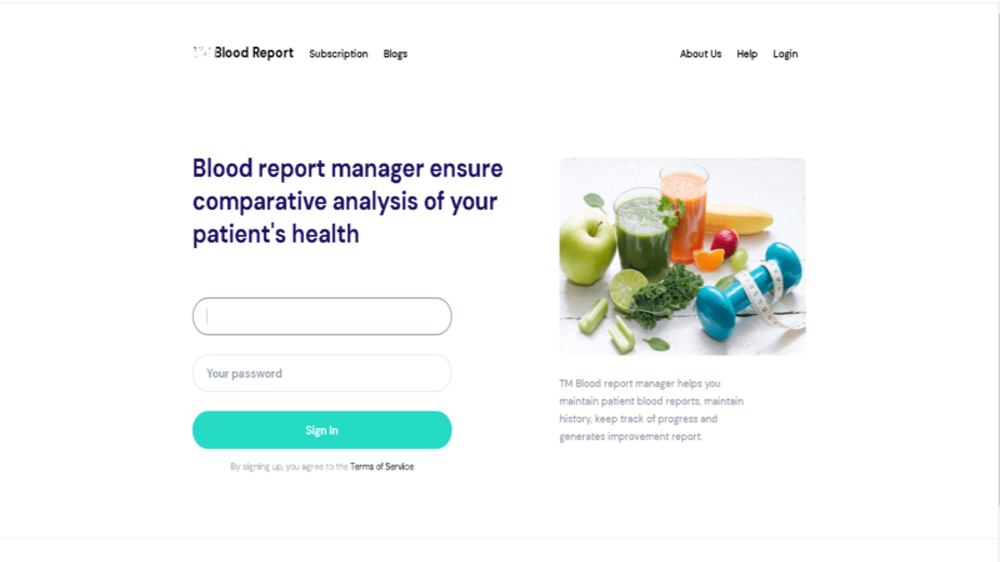 Blood Report
Subscription
Blogs
About Us
Help
Login
Blood report manager ensure
comparative analysis of your
patient's health
Your password
Sign In
By signing up, you agree to the Terms of Service
TM Blood report manager helps you
maintain patient blood reports, maintain
history, keep track of progress and
generates improvement report.